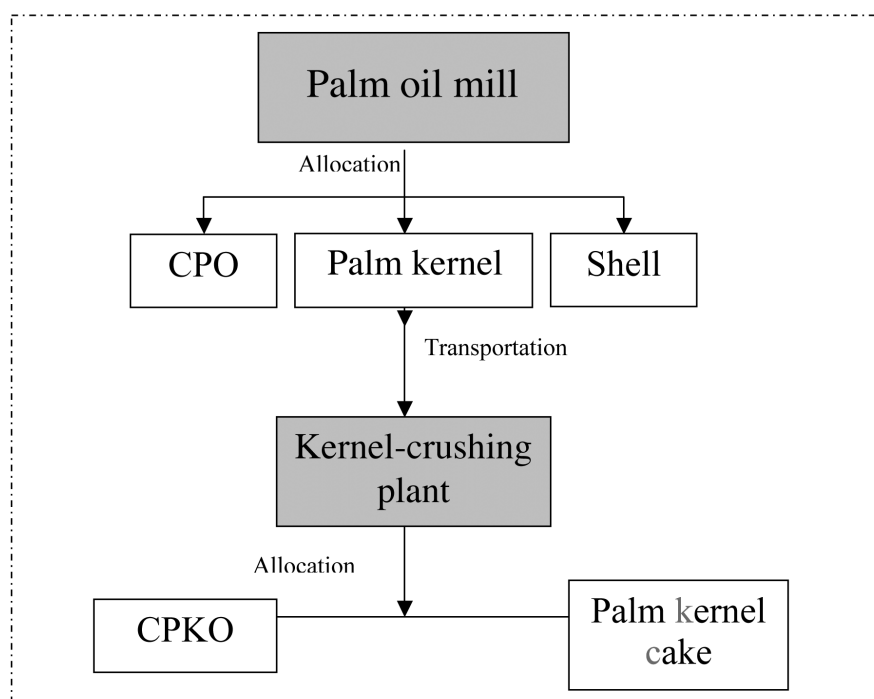 Palm oil mill
Allocation
CPO
Palm kernel
Shell
Transportation
Kernel-crushing
plant
Allocation
CPKO
Palm kernel
cake